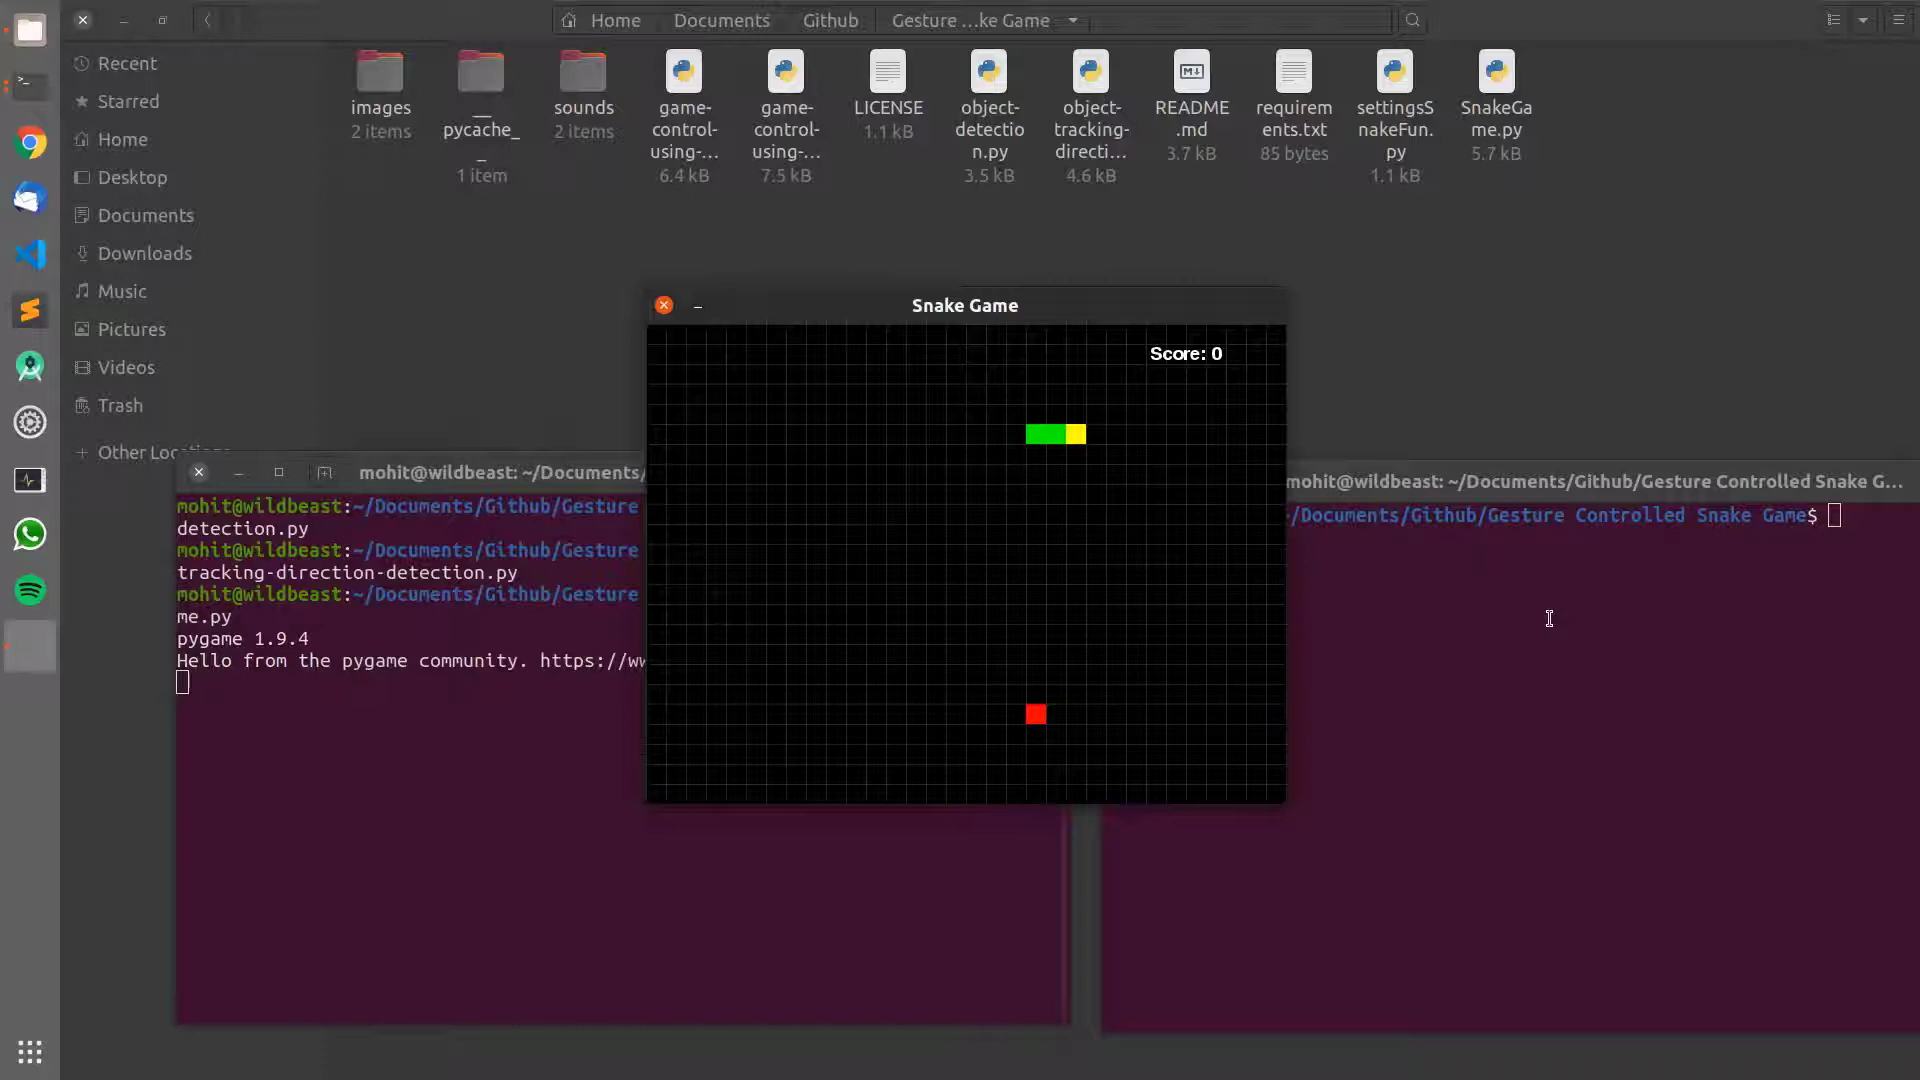 Home Documents Github Gesture ...ke Game
Recent
Starred
Home
Desktop
Documents
Downloads
Music
Pictures
Videos
Trash
Other
images
2 items
__
pycache_
_
1 item
sounds
2 items
game-
control-
using-...
6.4 kB
game-
control-
using-...
7.5 kB
LICENSE
1.1 kB
object-
detectio
n.py
3.5 kB
object-
tracking-
directi...
4.6 kB
README
.md
3.7 kB
requirem
ents.txt
85 bytes
settingsS
nakeFun.
py
1.1 kB
SnakeGa
me.py
5.7 kB
Snake Game
Score: 0
mohit@wildbeast: ~/Documents/
mohit@wildbeast:~/Documents/Github/Gesture
detection.py
mohit@wildbeast:~/Documents/Github/Gesture
tracking-direction-detection.py
mohit@wildbeast:~/Documents/Github/Gesture
me.py
pygame 1.9.4
Hello from the pygame community. https://ww
mohit@wildbeast: ~/Documents/Github/Gesture Controlled Snake G...
/Documents/Github/Gesture Controlled Snake Game$